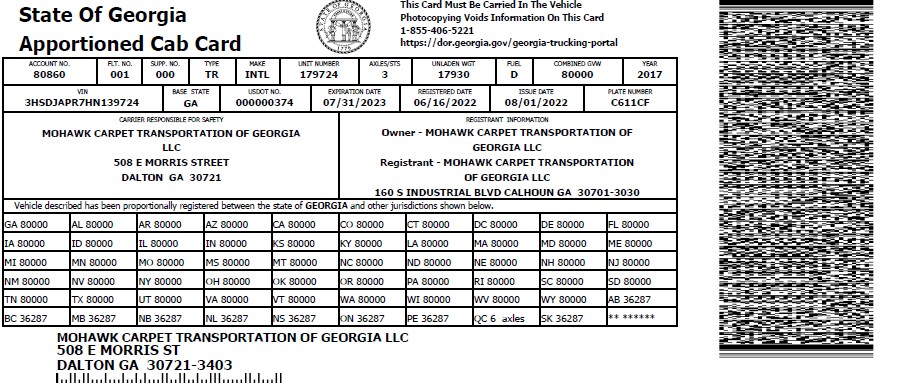 State Of Georgia
Apportioned Cab Card
This Card Must Be Carried In The Vehicle
Photocopying Voids Information On This Card
1-855-406-5221
https://dor.georgia.gov/georgia-trucking-portal
ACCOUNT NO. FLT. NO. SUPP. NO. TYPE MAKE UNIT NUMBER AXLES/STS UNLADEN WGT FUEL COMBINED GVW YEAR
80860 001 000 TR INTL 179724 3 17930 D 80000 2017
VIN BASE STATE USDOT NO. EXPIRATION DATE REGISTERED DATE ISSUE DATE PLATE NUMBER
3HSDJAPR7HN139724 GA 000000374 07/31/2023 06/16/2022 08/01/2022 C611CF
CARRIER RESPONSIBLE FOR SAFETY
MOHAWK CARPET TRANSPORTATION OF GEORGIA
LLC
508 E MORRIS STREET
DALTON GA 30721
REGISTRANT INFORMATION
Owner - MOHAWK CARPET TRANSPORTATION OF
GEORGIA LLC
Registrant - MOHAWK CARPET TRANSPORTATION
OF GEORGIA LLC
160 S INDUSTRIAL BLVD CALHOUN GA 30701-3030
Vehicle described has been proportionally registered between the state of GEORGIA and other jurisdictions shown below.
GA 80000 AL 80000 AR 80000 AZ 80000 CA 80000 CO 80000 CT 80000 DC 80000 DE 80000 FL 80000
IA 80000 ID 80000 IL 80000 IN 80000 KS 80000 KY 80000 LA 80000 MA 80000 MD 80000 ME 80000
MI 80000 MN 80000 MO 80000 MS 80000 MT 80000 NC 80000 ND 80000 NE 80000 NH 80000 NJ 80000
NM 80000 NV 80000 NY 80000 OH 80000 OK 80000 OR 80000 PA 80000 RI 80000 SC 80000 SD 80000
TN 80000 TX 80000 UT 80000 VA 80000 VT 80000 WA 80000 WI 80000 WV 80000 WY 80000 AB 36287
BC 36287 MB 36287 NB 36287 NL 36287 NS 36287 ON 36287 PE 36287 QC 6 axles SK 36287 ** ******
MOHAWK CARPET TRANSPORTATION OF GEORGIA LLC
508 E MORRIS ST
DALTON GA 30721-3403